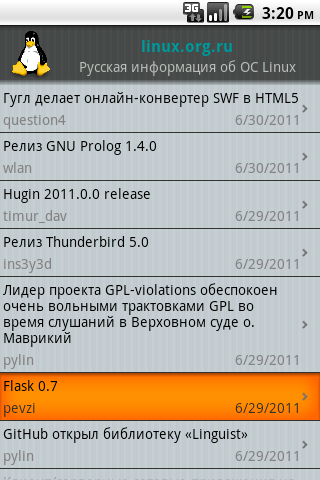 3G 3:20 PM
linux.org.ru
Русская информация об ОС Linux
Гугл делает онлайн-конвертер SWF в HTML5
question4 6/30/2011
Релиз GNU Prolog 1.4.0
wlan 6/30/2011
Hugin 2011.0.0 release
timur_dav 6/29/2011
Релиз Thunderbird 5.0
ins3y3d 6/29/2011
Лидер проекта GPL-violations обеспокоен
очень вольными трактовками GPL во
время слушаний в Верховном суде о.
Маврикий
pylin 6/29/2011
Flask 0.7
pevzi 6/29/2011
GitHub открыл библиотеку «Linguist»
pylin 6/29/2011